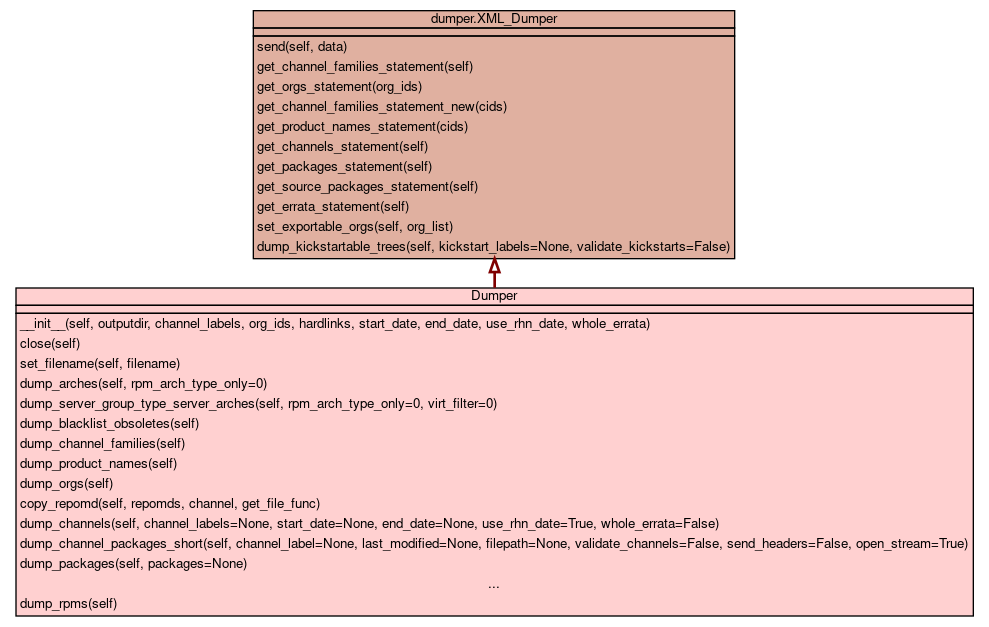 dumper.XML_Dumper
send(self, data)
get_channel_families_statement(self)
get_orgs_statement(org_ids)
get_channel_families_statement_new(cids)
get_product_names_statement(cids)
get_channels_statement(self)
get_packages_statement(self)
get_source_packages_statement(self)
get_errata_statement(self)
set_exportable_orgs(self, org_list)
dump_kickstartable_trees(self, kickstart_labels=None, validate_kickstarts=False)
Dumper
__init__(self, outputdir, channel_labels, org_ids, hardlinks, start_date, end_date, use_rhn_date, whole_errata)
close(self)
set_filename(self, filename)
dump_arches(self, rpm_arch_type_only=0)
dump_server_group_type_server_arches(self, rpm_arch_type_only=0, virt_filter=0)
dump_blacklist_obsoletes(self)
dump_channel_families(self)
dump_product_names(self)
dump_orgs(self)
copy_repomd(self, repomds, channel, get_file_func)
dump_channels(self, channel_labels=None, start_date=None, end_date=None, use_rhn_date=True, whole_errata=False)
dump_channel_packages_short(self, channel_label=None, last_modified=None, filepath=None, validate_channels=False, send_headers=False, open_stream=True)
dump_packages(self, packages=None)
...
dump_rpms(self)